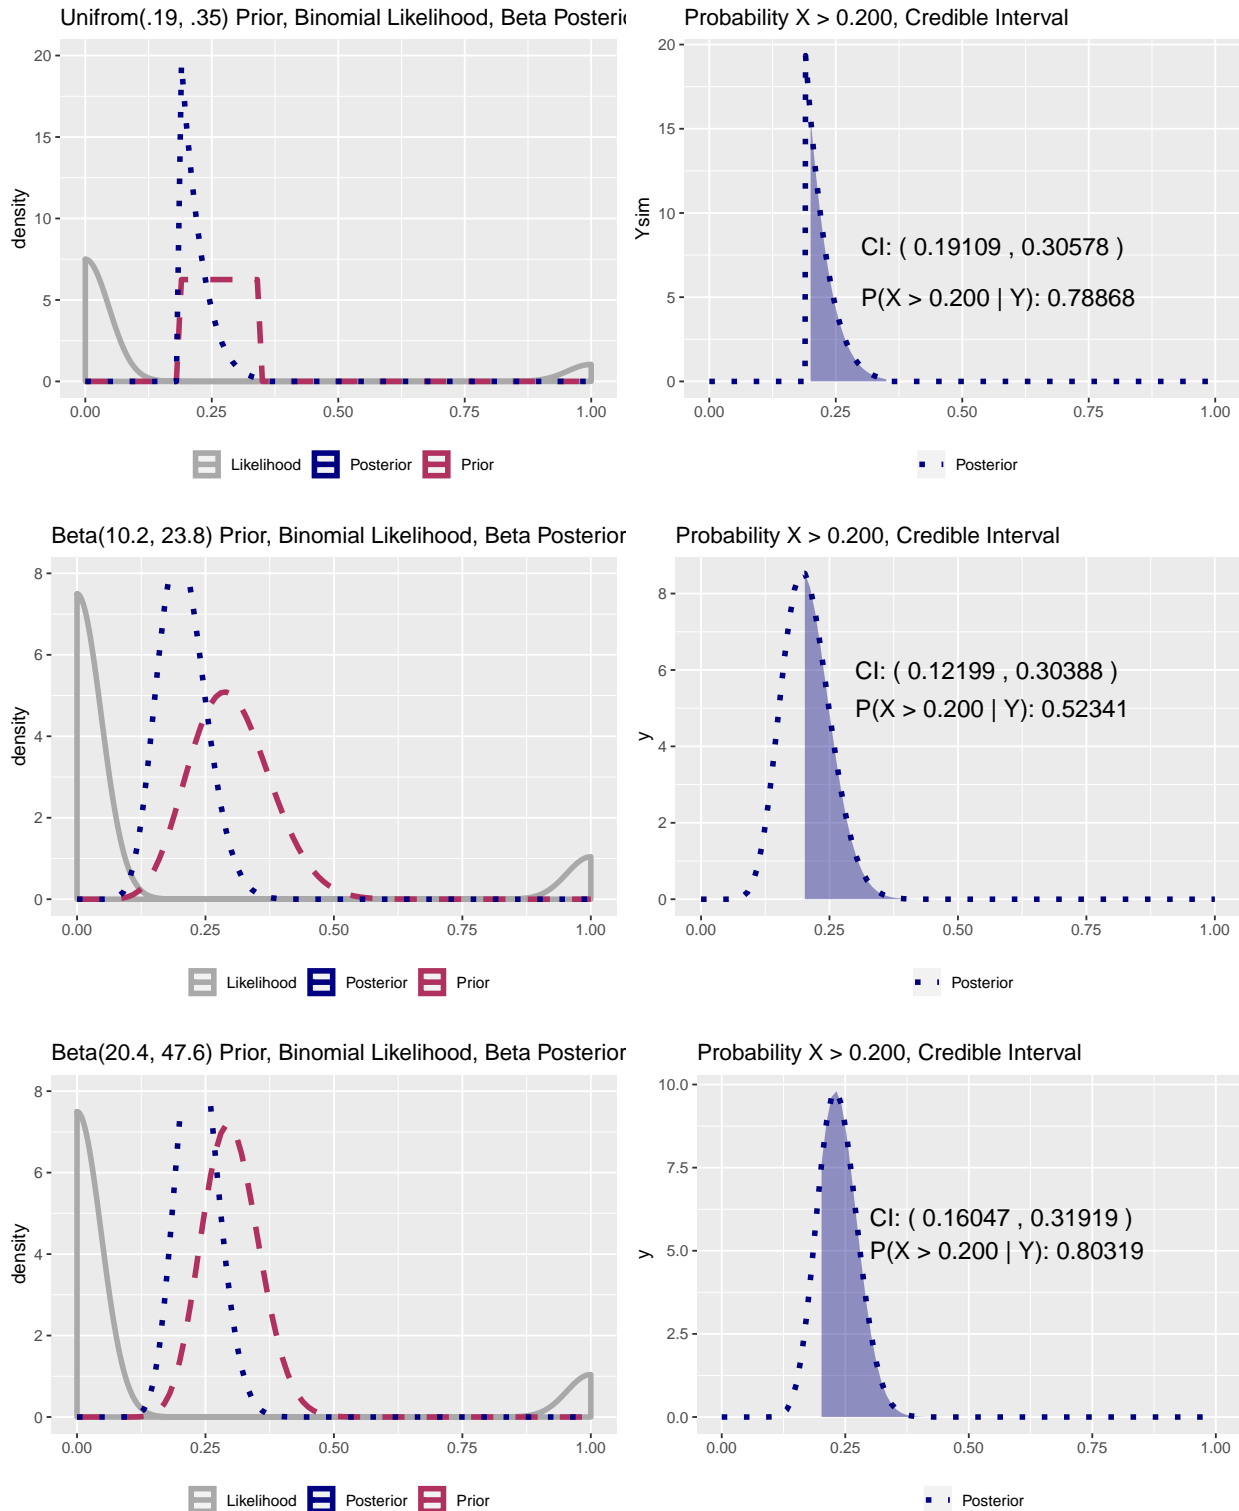 Unifrom(.19, .35) Prior, Binomial Likelihood, Beta Posteric
Probability X > 0.200, Credible Interval
20
15
10
5
0
density
0.00 0.25 0.50 0.75 1.00
Likelihood Posterior Prior
20
15
10
5
0
Ysim
CI: ( 0.19109 , 0.30578 )
P(X > 0.200 | Y): 0.78868
0.00 0.25 0.50 0.75 1.00
Posterior
Beta(10.2, 23.8) Prior, Binomial Likelihood, Beta Posterior
Probability X > 0.200, Credible Interval
8
6
4
2
0
density
0.00 0.25 0.50 0.75 1.00
Likelihood Posterior Prior
8
6
4
2
0
y
CI: ( 0.12199 , 0.30388 )
P(X > 0.200 | Y): 0.52341
0.00 0.25 0.50 0.75 1.00
Posterior
Beta(20.4, 47.6) Prior, Binomial Likelihood, Beta Posterior
Probability X > 0.200, Credible Interval
8
6
4
2
0
density
0.00 0.25 0.50 0.75 1.00
Likelihood Posterior Prior
10.0
7.5
5.0
2.5
0.0
y
CI: ( 0.16047 , 0.31919 )
P(X > 0.200 | Y): 0.80319
0.00 0.25 0.50 0.75 1.00
Posterior